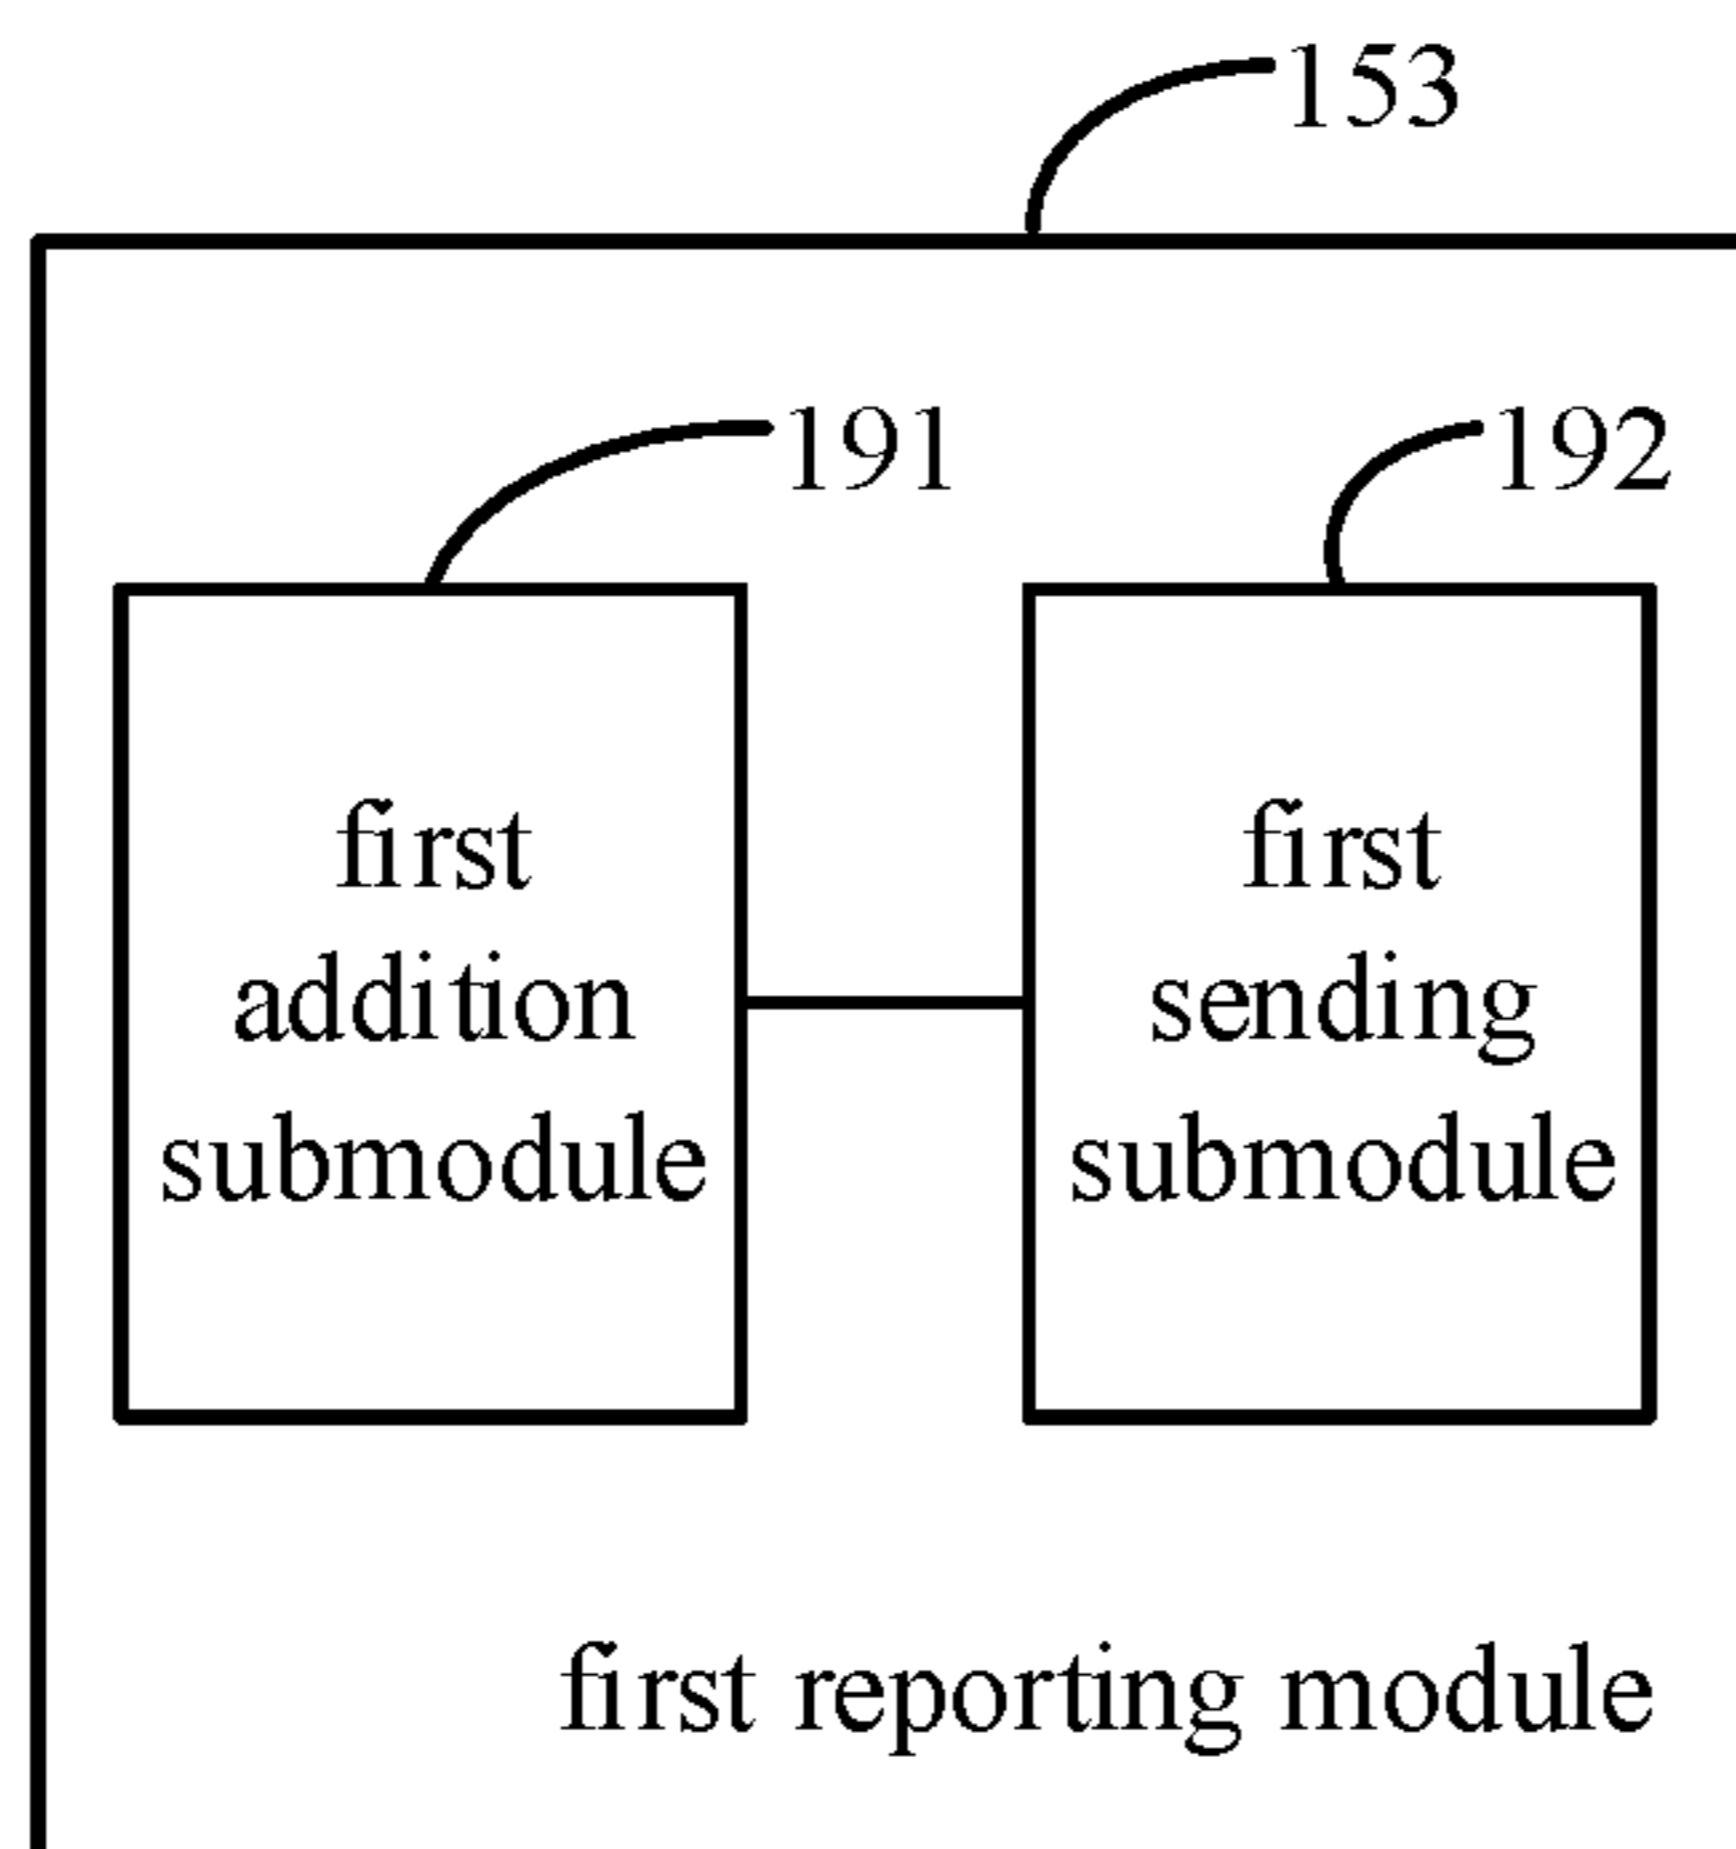 153
191
192
first
addition
submodule
first
sending
submodule
first reporting module